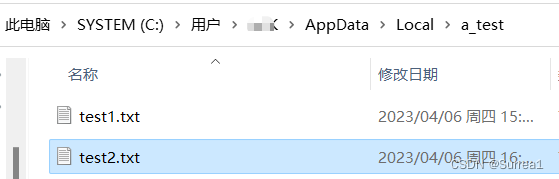 此电脑 > SYSTEM (C:) > 用户 > K > AppData > Local > a_test
名称 修改日期
test1.txt 2023/04/06 周四 15:...
test2.txt 2023/04/06 周四 16:...
CSDN @Sunea1